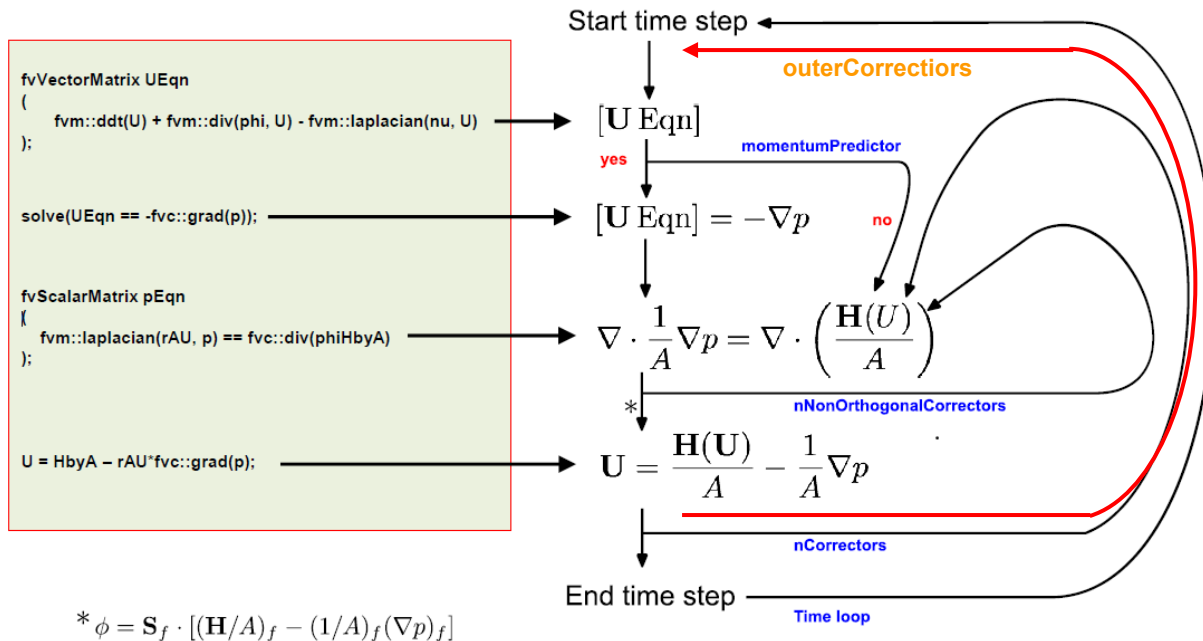 Start time step
outerCorrectiors
fvVectorMatrix UEqn
(
fvm::ddt(U) + fvm::div(phi, U) - fvm::laplacian(nu, U)
);
[U Eqn]
yes
momentumPredictor
solve(UEqn == -fvc::grad(p));
[U Eqn] = −∇p
no
fvScalarMatrix pEqn
(
fvm::laplacian(rAU, p) == fvc::div(phiHbyA)
);
∇ · 1/A ∇p = ∇ · (H(U)/A)
*
nNonOrthogonalCorrectors
U = HbyA – rAU*fvc::grad(p);
U = H(U)/A − 1/A ∇p
nCorrectors
End time step
Time loop
* ϕ = S_f · [(H/A)_f − (1/A)_f (∇p)_f]